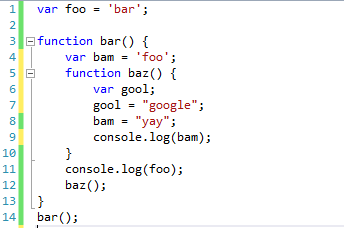 1 var foo = 'bar';
2
3 function bar() {
4     var bam = 'foo';
5     function baz() {
6         var gool;
7         gool = "google";
8         bam = "yay";
9         console.log(bam);
10     }
11     console.log(foo);
12     baz();
13 }
14 bar();